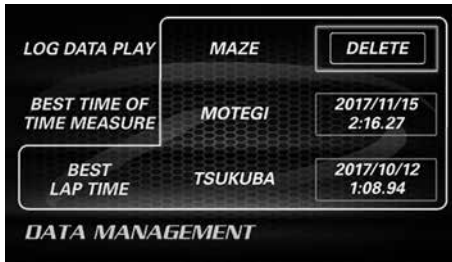 LOG DATA PLAY
MAZE
DELETE
BEST TIME OF
TIME MEASURE
MOTEGI
2017/11/15
2:16.27
BEST
LAP TIME
TSUKUBA
2017/10/12
1:08.94
DATA MANAGEMENT